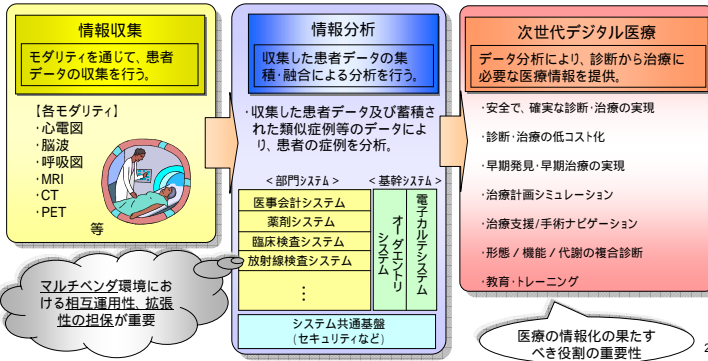 情報収集
モダリティを通じて、患者
データの収集を行う。
【各モダリティ】
・心電図
・脳波
・呼吸図
・MRI
・CT
・PET
等
マルチベンダ環境にお
ける相互運用性、拡張
性の担保が重要
情報分析
収集した患者データの集
積・融合による分析を行う。
・収集した患者データ及び蓄積さ
れた類似症例等のデータによ
り、患者の症例を分析。
<部門システム>
<基幹システム>
医事会計システム
薬剤システム
臨床検査システム
放射線検査システム
⋮
オーダエントリ
システム
電子カルテシステム
システム共通基盤
(セキュリティなど)
次世代デジタル医療
データ分析により、診断から治療に
必要な医療情報を提供。
・安全で、確実な診断・治療の実現
・診断・治療の低コスト化
・早期発見・早期治療の実現
・治療計画シミュレーション
・治療支援/手術ナビゲーション
・形態/機能/代謝の複合診断
・教育・トレーニング
医療の情報化の果たす
べき役割の重要性
2